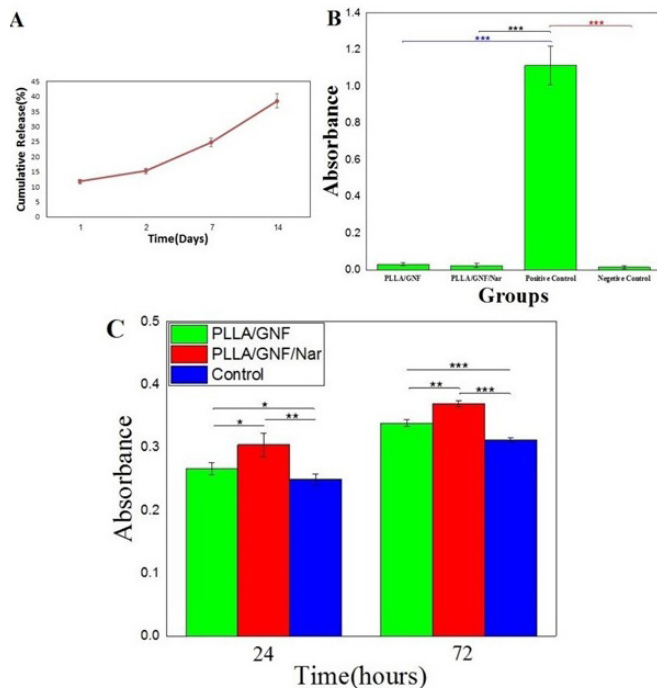 A
Cumulative Release(%)
45
40
35
30
25
20
15
10
5
0
1 2 7 14
Time(Days)
B
*** *** ***
Absorbance
1.4
1.2
1.0
0.8
0.6
0.4
0.2
0.0
PLLA/GNF PLLA/GNF/Nar Positive Control Negetive Control
Groups
C
PLLA/GNF
PLLA/GNF/Nar
Control
Absorbance
0.5
0.4
0.3
0.2
0.1
0.0
*
* **
***
** ***
24 72
Time(hours)